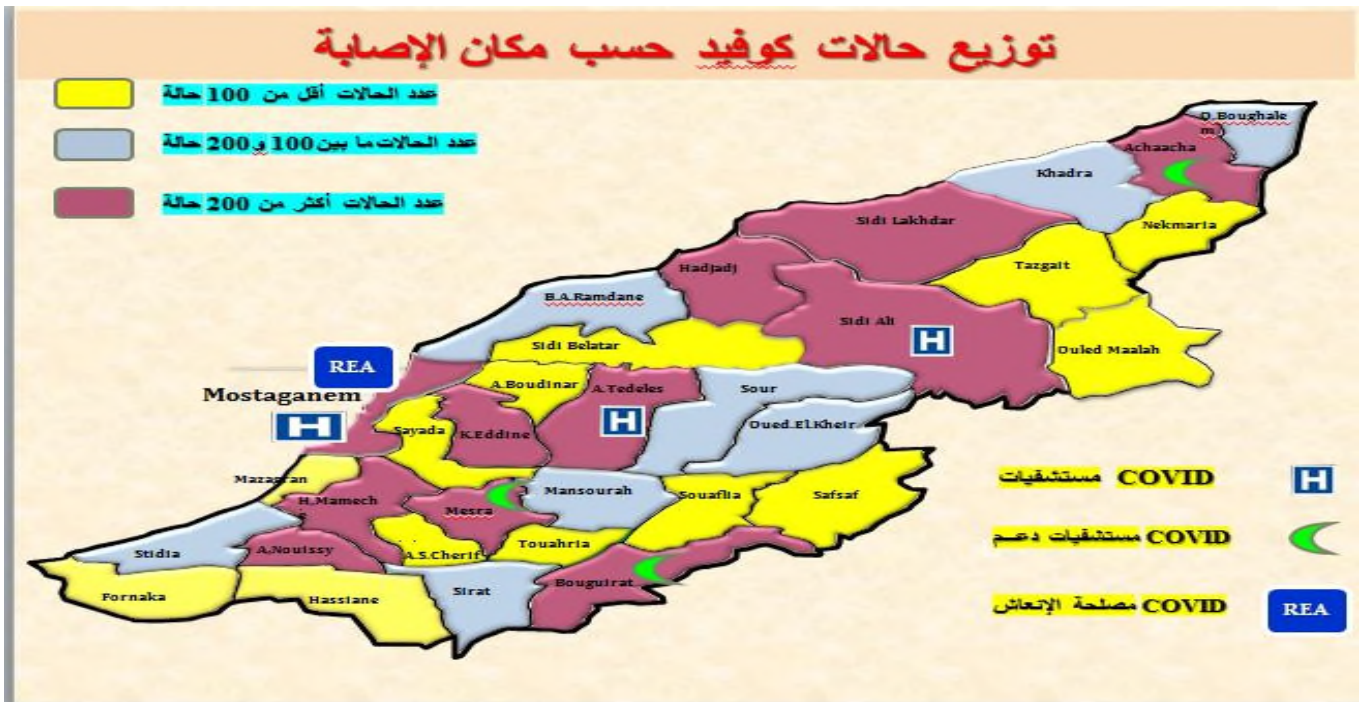 توزيع حالات كوفيد حسب مكان الإصابة
عدد الحالات أقل من 100 حالة
عدد الحالات ما بين 100 و 200 حالة
عدد الحالات أكثر من 200 حالة
O.Boughale
m
Achaacha
Khadra
Nekmaria
Sidi Lakhdar
Tazgait
Hadjadj
B.A.Ramdane
Sidi Ali
H
Ouled Maalah
Sidi Belatar
REA
Mostaganem
H
A.Boudinar
A.Tedeles
H
Sour
Sayada
K.Eddine
Oued.El.Kheir
Mazagran
H.Mamech
e
Mesra
Mansourah
Souaflia
Safsaf
Stidia
A.Nouissy
A.S.Cherif
Touahria
Fornaka
Hassiane
Sirat
Bouguirat
مستشفيات COVID
H
مستشفيات دعم COVID
مصلحة الإنعاش COVID
REA